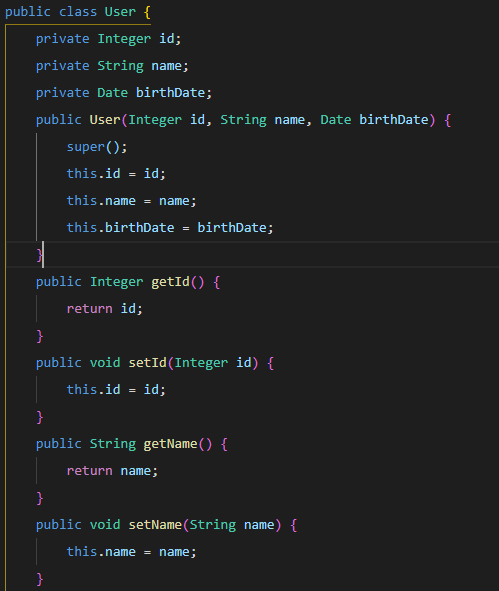 public class User {
private Integer id;
private String name;
private Date birthDate;
public User(Integer id, String name, Date birthDate) {
super();
this.id = id;
this.name = name;
this.birthDate = birthDate;
}
public Integer getId() {
return id;
}
public void setId(Integer id) {
this.id = id;
}
public String getName() {
return name;
}
public void setName(String name) {
this.name = name;
}